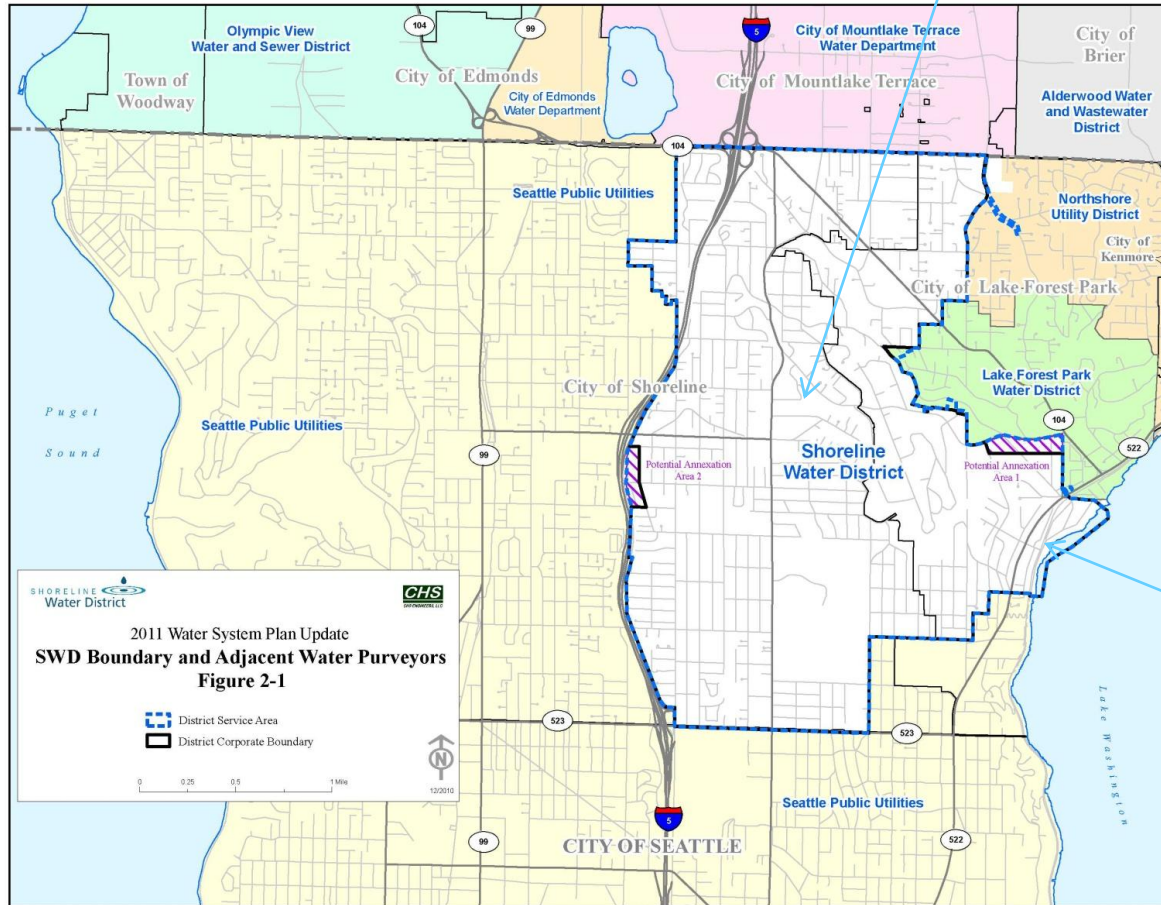 104
99
5
Olympic View
Water and Sewer District
City of Mountlake Terrace
Water Department
City of
Brier
Town of
Woodway
City of Edmonds
City of Edmonds
Water Department
City of Mountlake Terrace
Alderwood Water
and Wastewater
District
104
Seattle Public Utilities
Northshore
Utility District
City of
Kenmore
City of Lake Forest Park
Lake Forest Park
Water District
City of Shoreline
Puget
Sound
Seattle Public Utilities
104
522
99
Shoreline
Water District
Potential Annexation
Area 2
Potential Annexation
Area 1
SHORELINE
Water District
CHS
CHS ENGINEERS, LLC
2011 Water System Plan Update
SWD Boundary and Adjacent Water Purveyors
Figure 2-1
District Service Area
District Corporate Boundary
0 0.25 0.5 1 Mile
N
12/2010
523
523
Lake Washington
Seattle Public Utilities
5
CITY OF SEATTLE
99
522